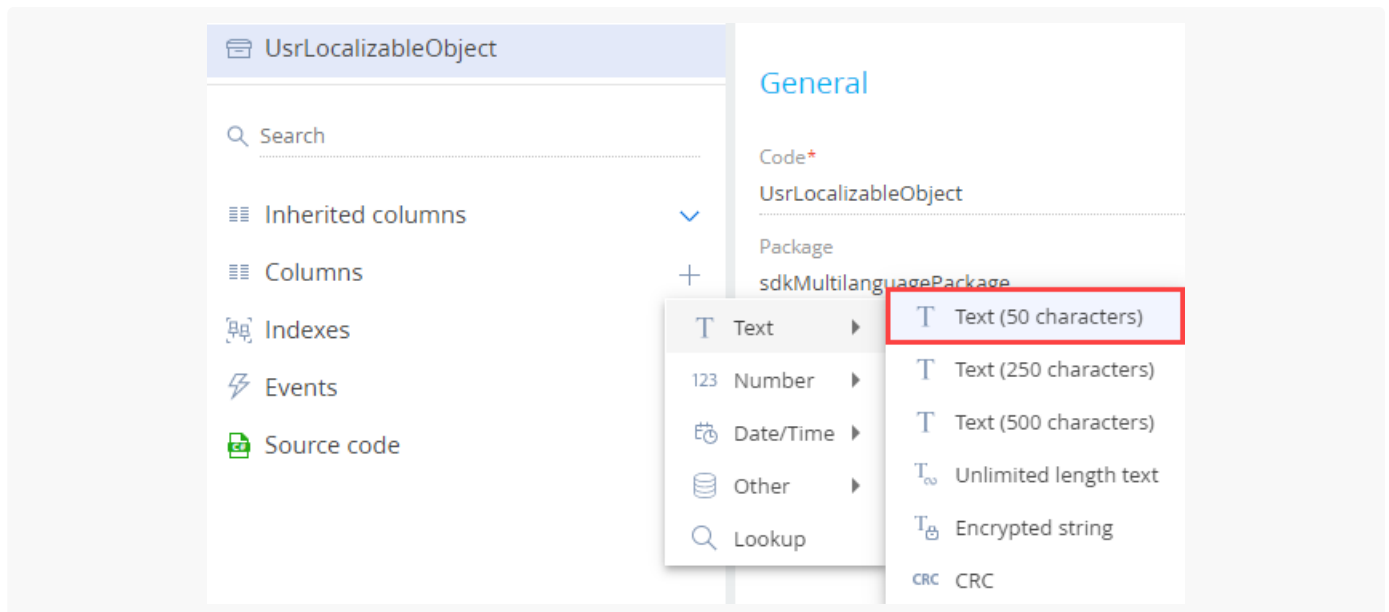 UsrLocalizableObject
Search
Inherited columns
Columns
Indexes
Events
C#
Source code
General
Code*
UsrLocalizableObject
Package
sdkMultilanguagePackage
T Text
123 Number
Date/Time
Other
Lookup
T Text (50 characters)
T Text (250 characters)
T Text (500 characters)
T Unlimited length text
T Encrypted string
CRC CRC